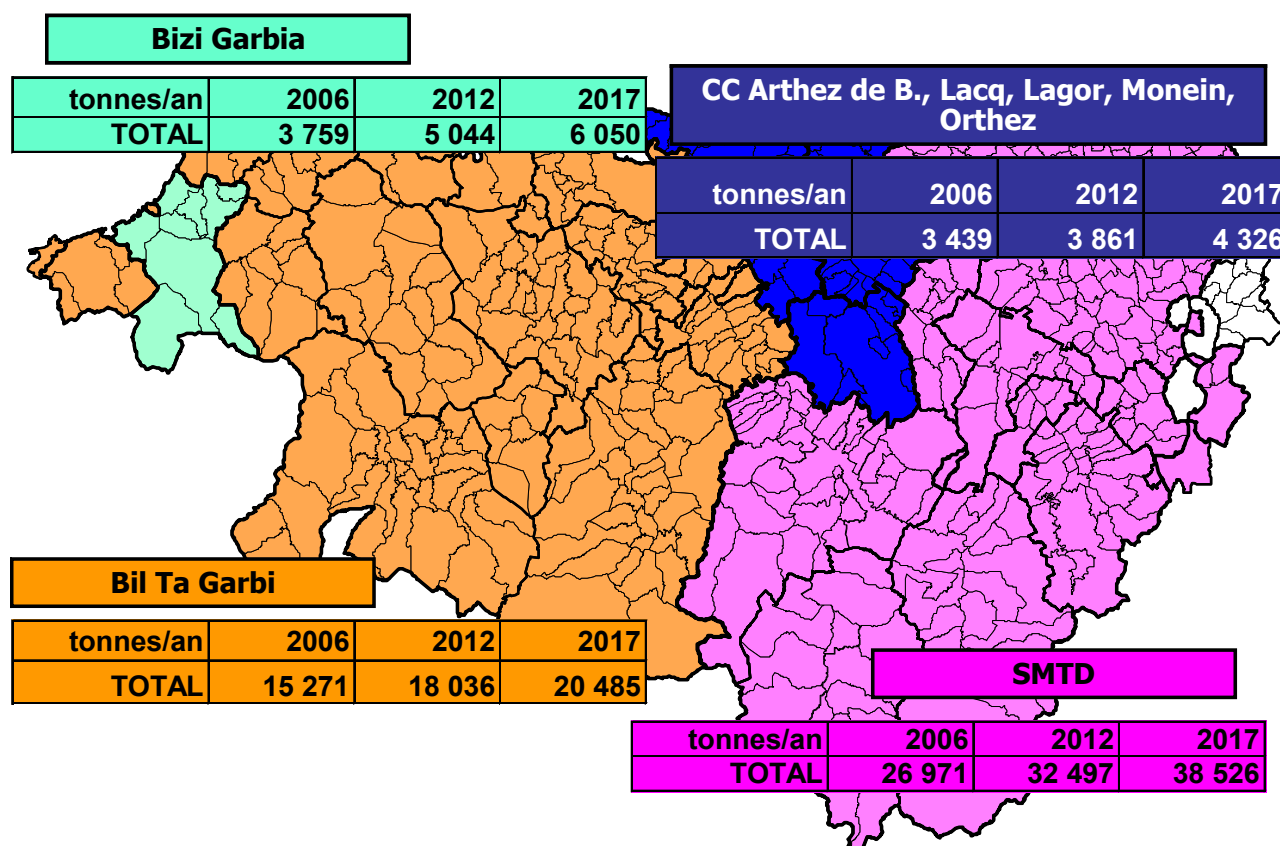 Bizi Garbia
tonnes/an 2006 2012 2017
TOTAL 3 759 5 044 6 050
CC Arthez de B., Lacq, Lagor, Monein,
Orthez
tonnes/an 2006 2012 2017
TOTAL 3 439 3 861 4 326
Bil Ta Garbi
tonnes/an 2006 2012 2017
TOTAL 15 271 18 036 20 485
SMTD
tonnes/an 2006 2012 2017
TOTAL 26 971 32 497 38 526